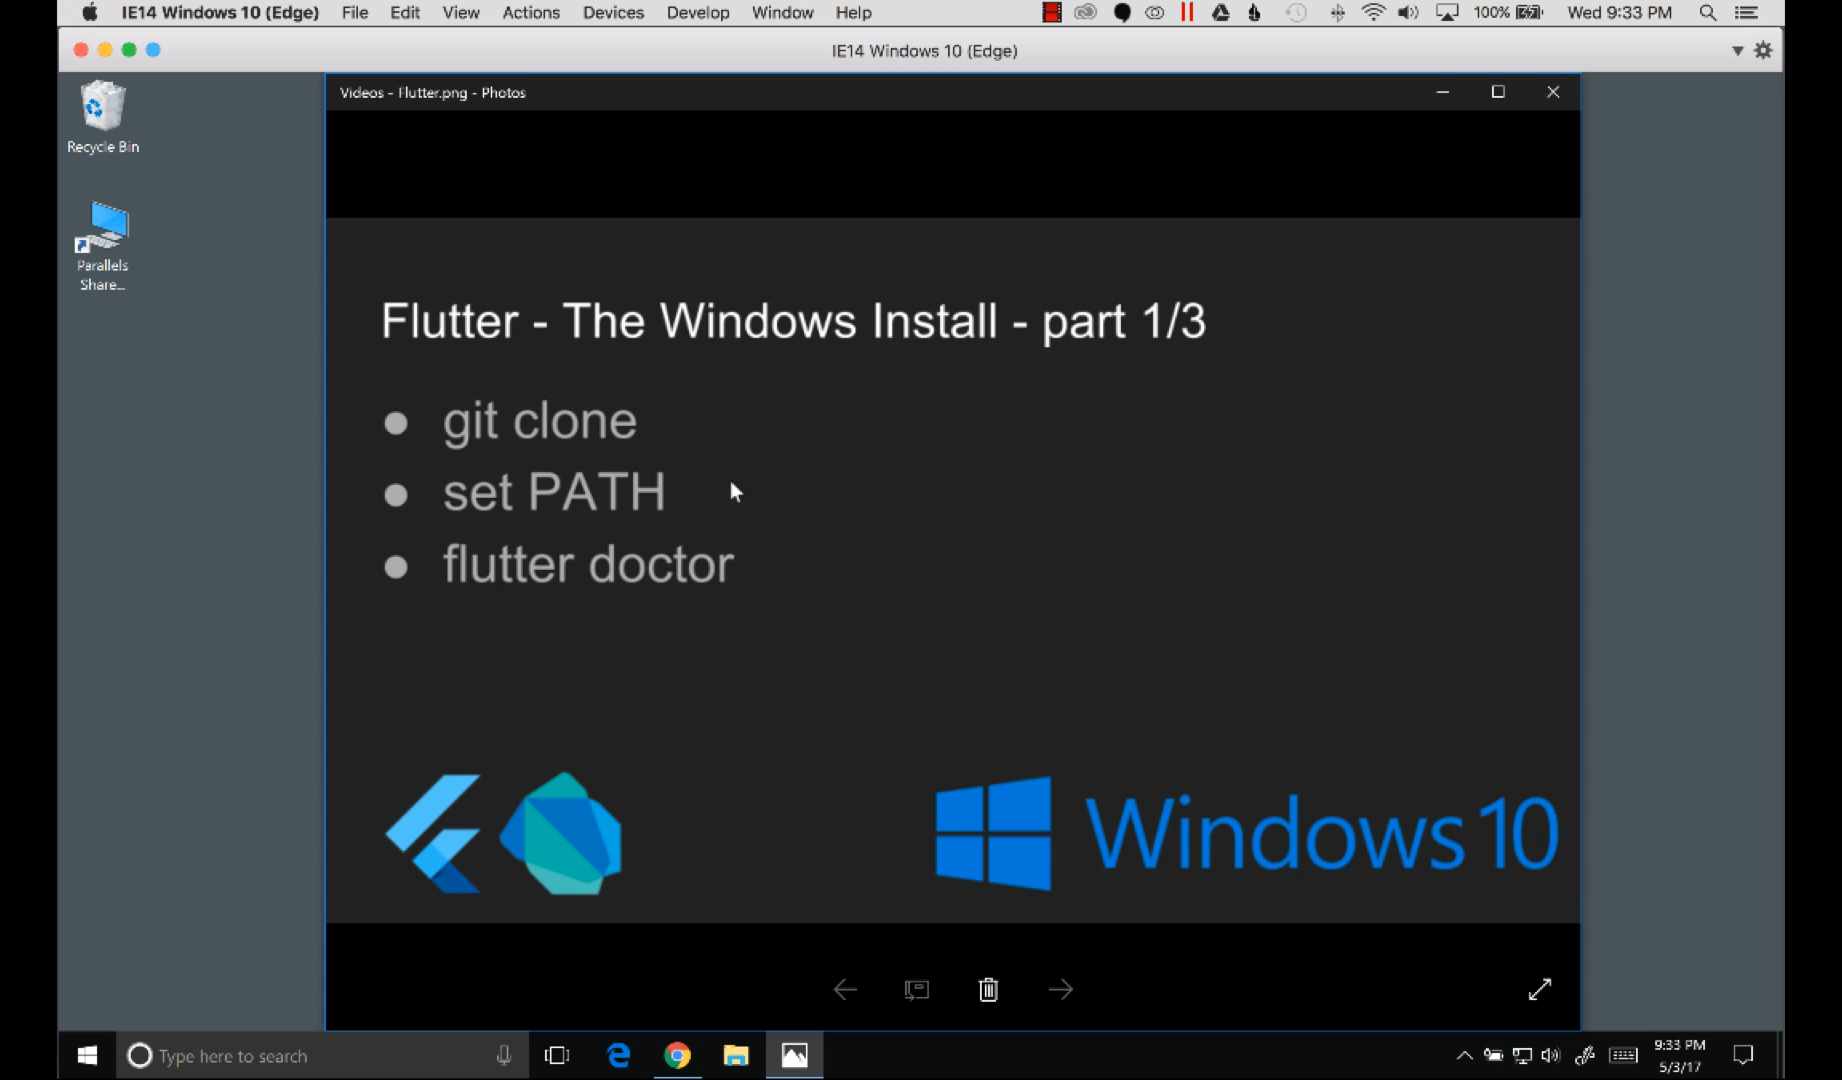 IE14 Windows 10 (Edge) File Edit View Actions Devices Develop Window Help 100% Wed 9:33 PM
IE14 Windows 10 (Edge)
Videos - Flutter.png - Photos
Recycle Bin
Parallels
Share...
Flutter - The Windows Install - part 1/3
● git clone
● set PATH
● flutter doctor
Windows 10
Type here to search
9:33 PM
5/3/17